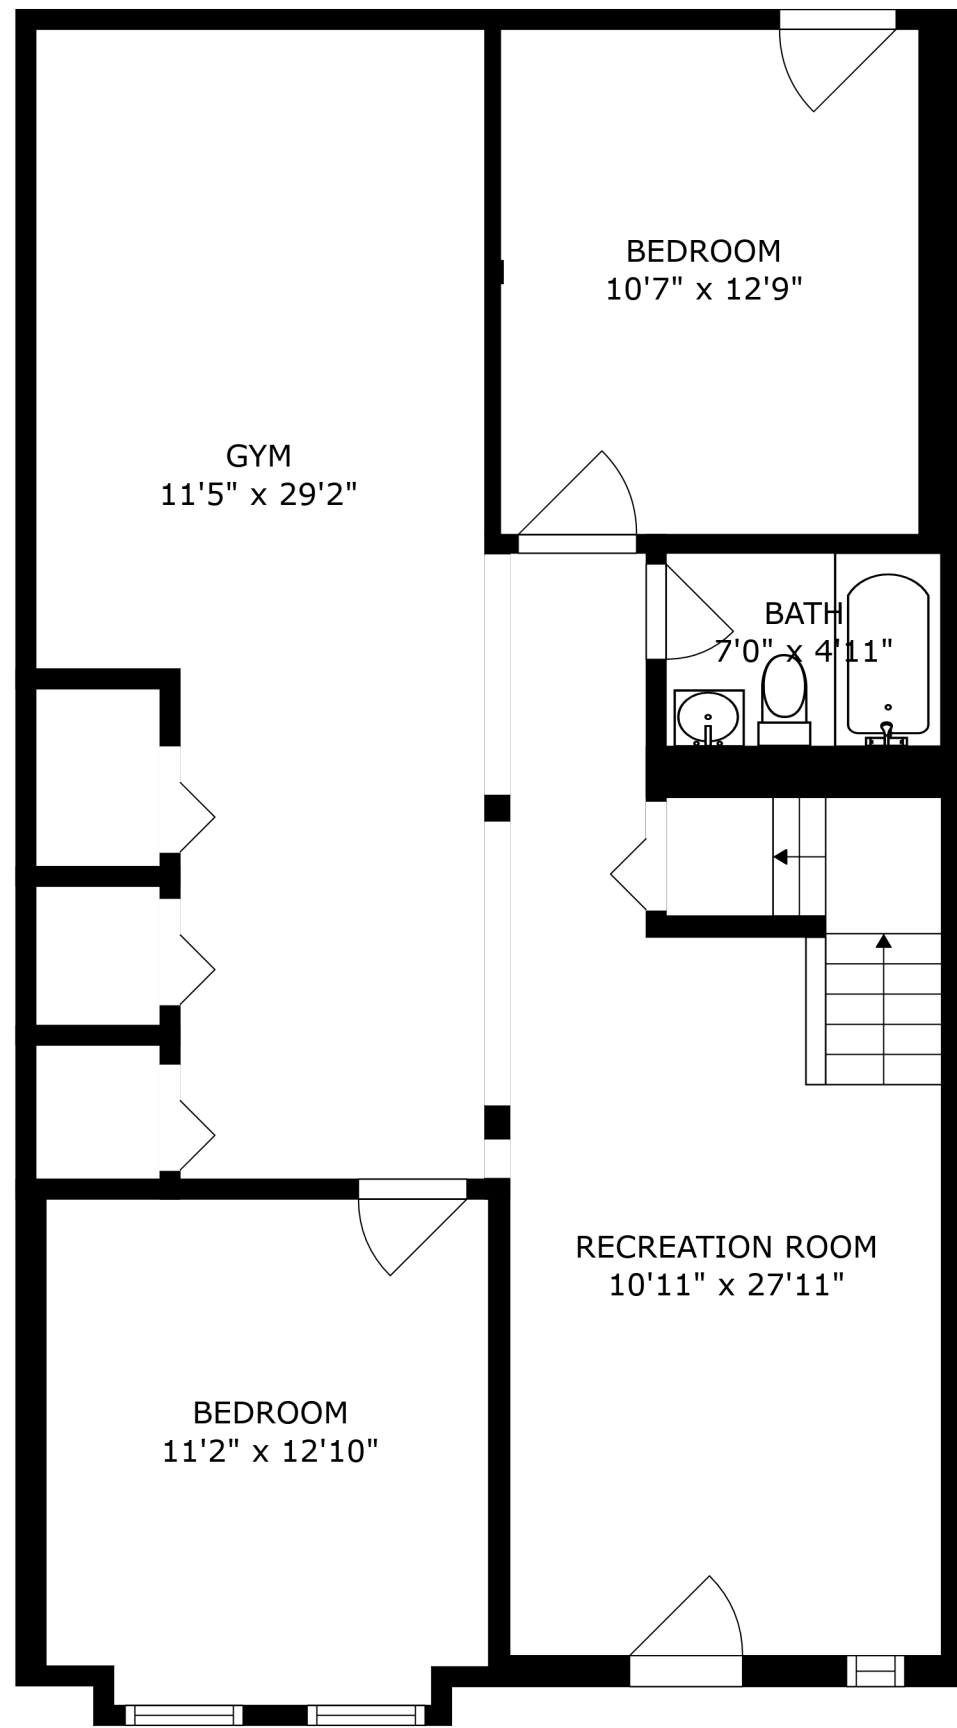 BEDROOM
10'7" x 12'9"
GYM
11'5" x 29'2"
BATH
7'0" x 4'11"
RECREATION ROOM
10'11" x 27'11"
BEDROOM
11'2" x 12'10"